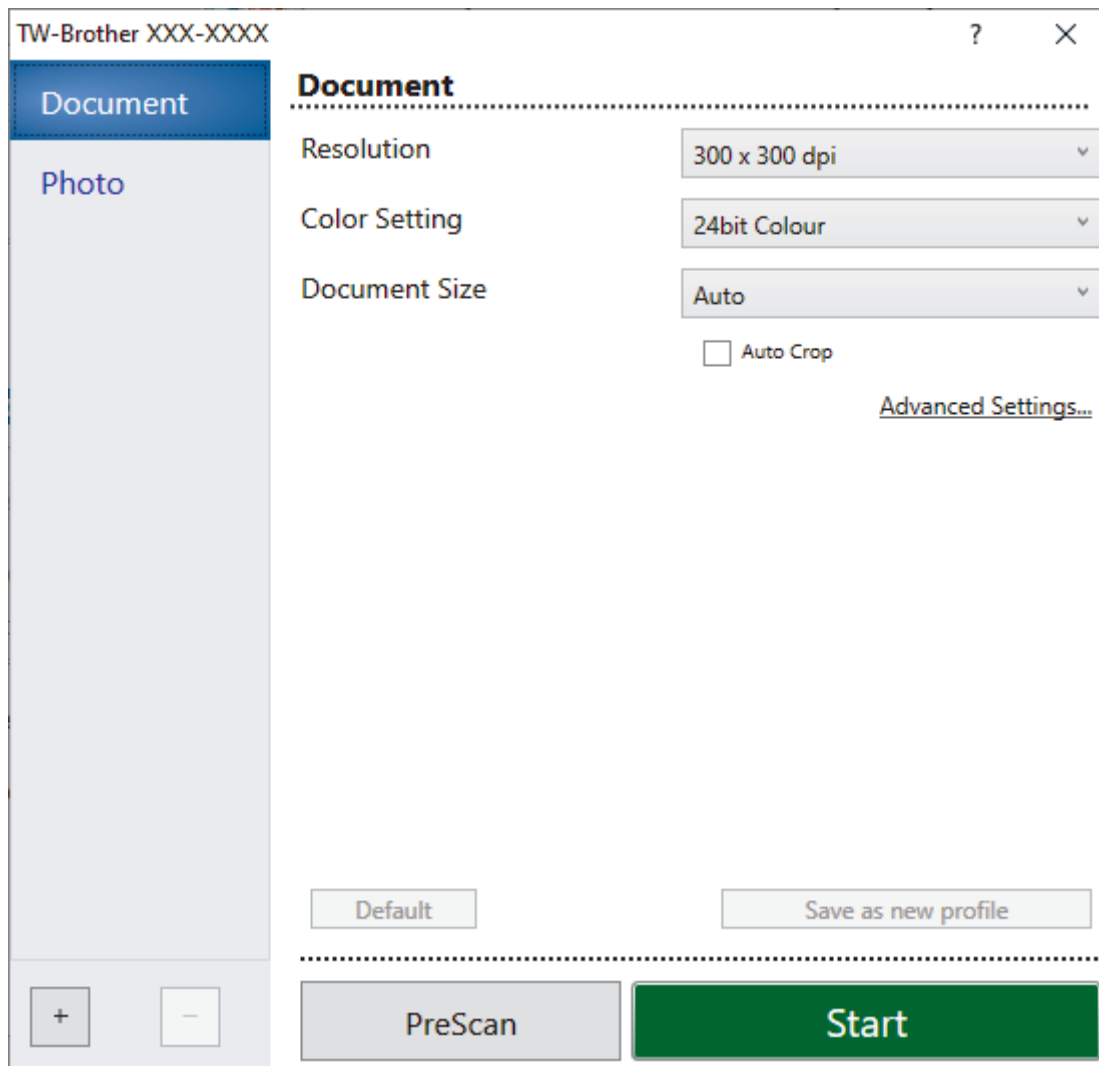 TW-Brother XXX-XXXX ? ×
Document
Photo
Document
Resolution 300 x 300 dpi
Color Setting 24bit Colour
Document Size Auto
Auto Crop
Advanced Settings...
Default Save as new profile
+ − PreScan Start